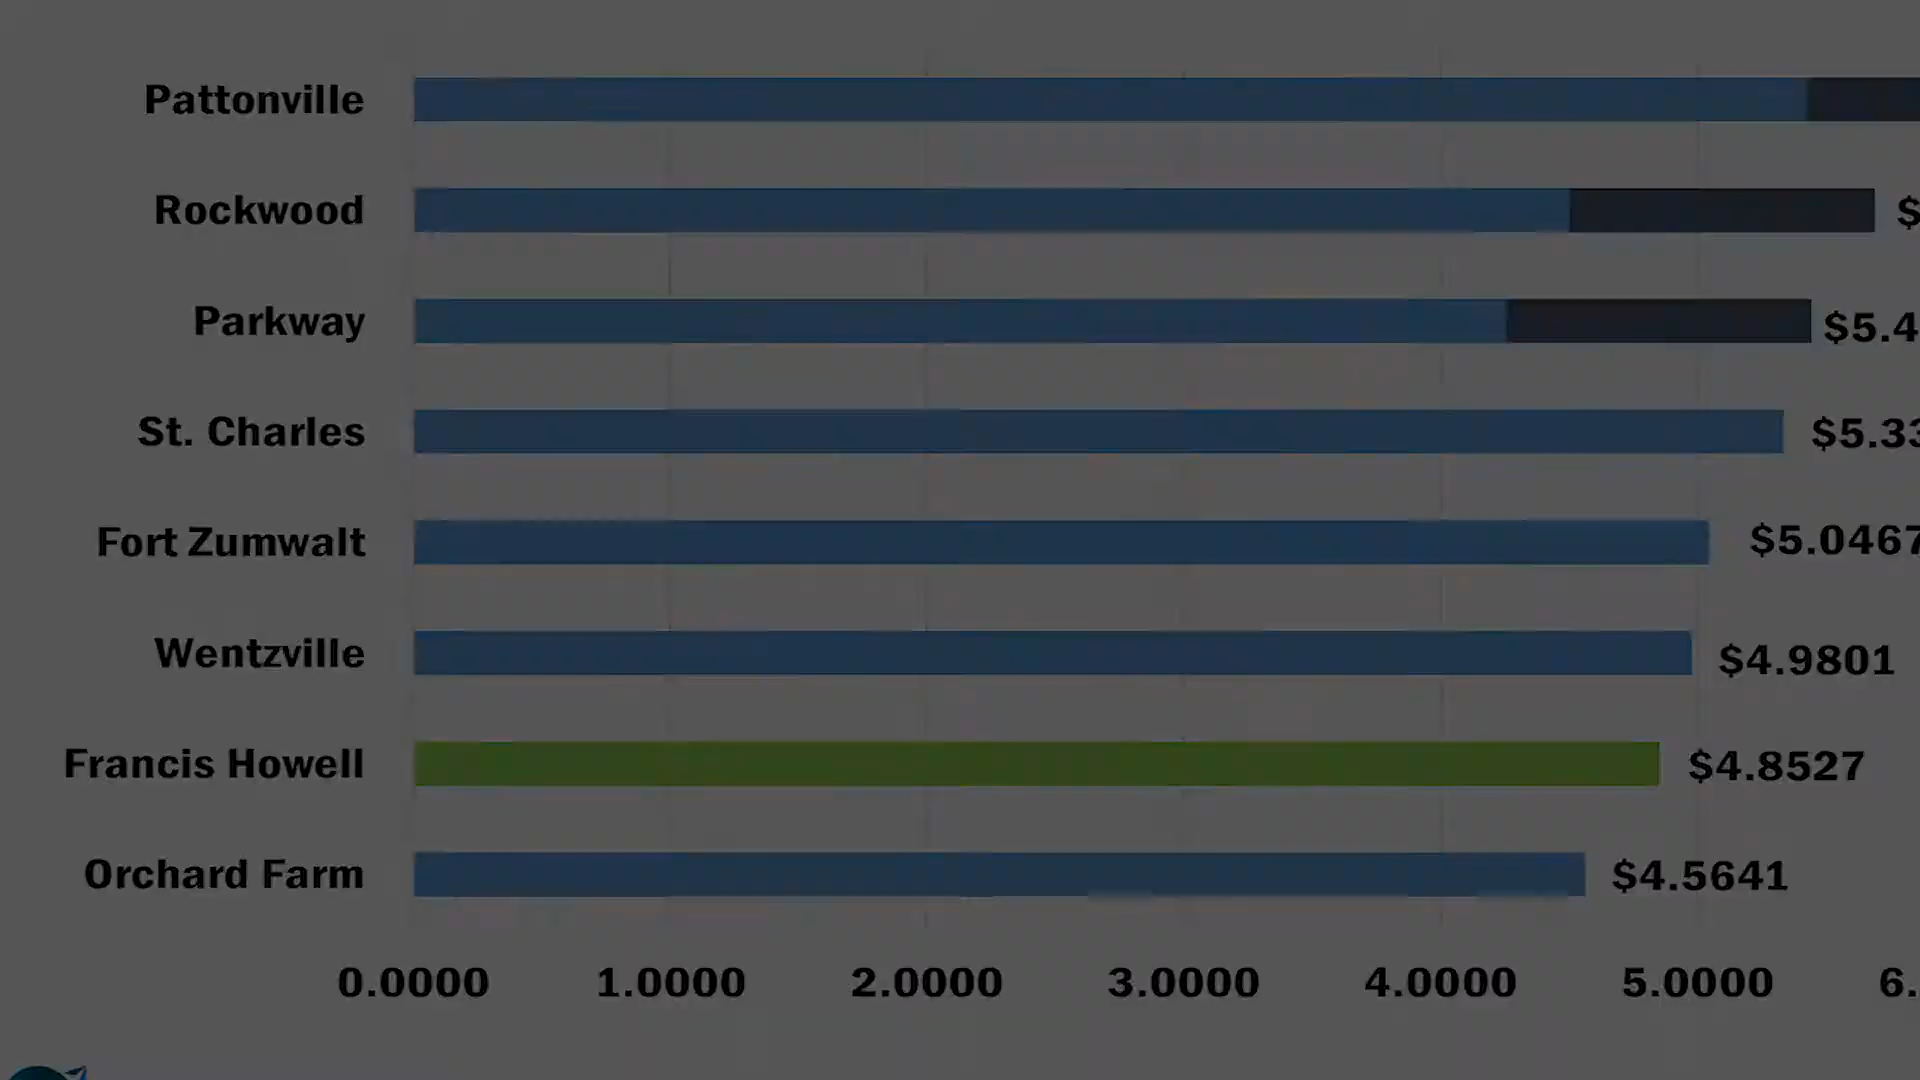 Pattonville
Rockwood $
Parkway $5.4
St. Charles $5.33
Fort Zumwalt $5.0467
Wentzville $4.9801
Francis Howell $4.8527
Orchard Farm $4.5641
0.0000 1.0000 2.0000 3.0000 4.0000 5.0000 6.